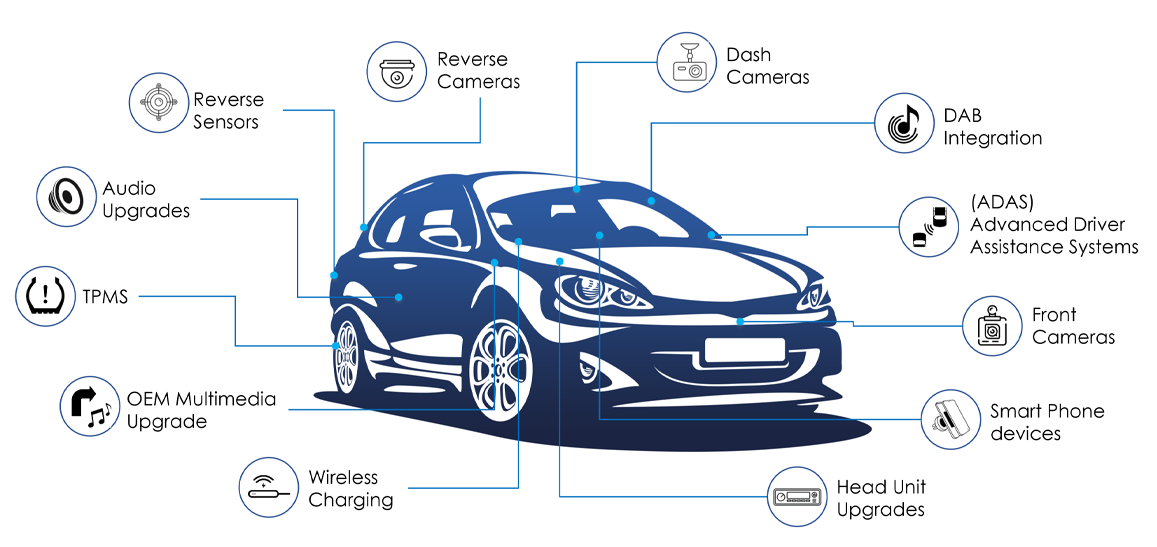 Reverse
Cameras
Dash
Cameras
Reverse
Sensors
DAB
Integration
Audio
Upgrades
(ADAS)
Advanced Driver
Assistance Systems
TPMS
Front
Cameras
OEM Multimedia
Upgrade
Smart Phone
devices
Wireless
Charging
Head Unit
Upgrades